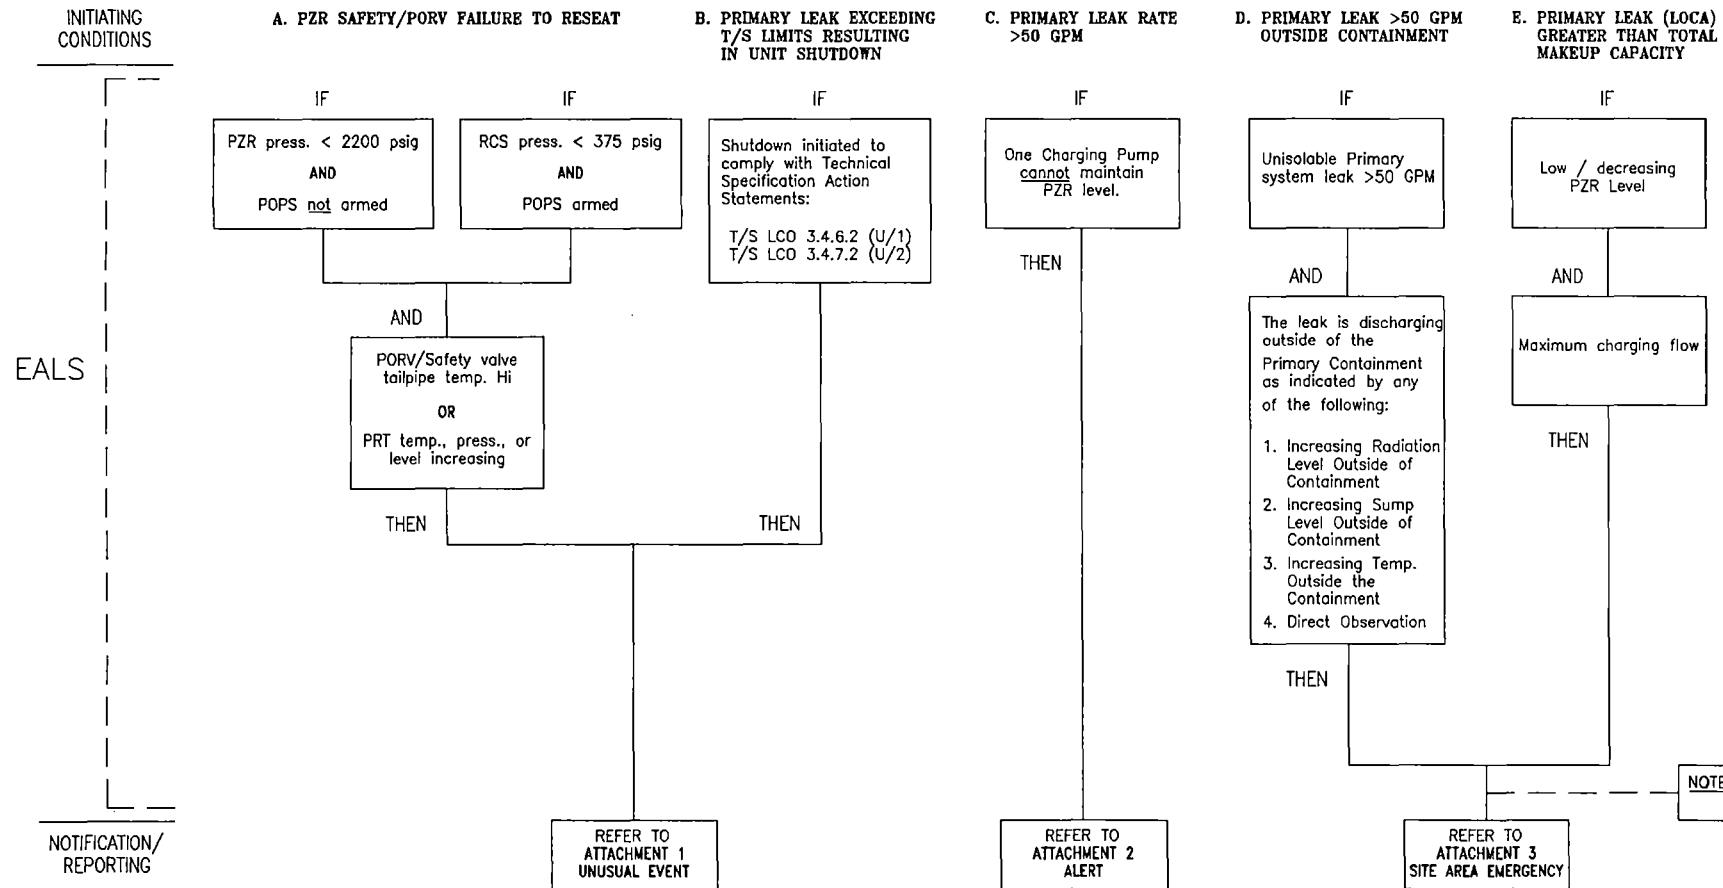 INITIATING
CONDITIONS
A. PZR SAFETY/PORV FAILURE TO RESEAT
B. PRIMARY LEAK EXCEEDING
T/S LIMITS RESULTING
IN UNIT SHUTDOWN
C. PRIMARY LEAK RATE
>50 GPM
D. PRIMARY LEAK >50 GPM
OUTSIDE CONTAINMENT
E. PRIMARY LEAK (LOCA)
GREATER THAN TOTAL
MAKEUP CAPACITY
IF
IF
IF
IF
IF
IF
PZR press. < 2200 psig
AND
POPS not armed
RCS press. < 375 psig
AND
POPS armed
Shutdown initiated to
comply with Technical
Specification Action
Statements:
T/S LCO 3.4.6.2 (U/1)
T/S LCO 3.4.7.2 (U/2)
One Charging Pump
cannot maintain
PZR level.
Unisolable Primary
system leak >50 GPM
Low / decreasing
PZR Level
THEN
AND
AND
AND
PORV/Safety valve
tailpipe temp. Hi
OR
PRT temp., press., or
level increasing
The leak is discharging
outside of the
Primary Containment
as indicated by any
of the following:
1. Increasing Radiation
Level Outside of
Containment
2. Increasing Sump
Level Outside of
Containment
3. Increasing Temp.
Outside the
Containment
4. Direct Observation
Maximum charging flow
EALS
THEN
THEN
THEN
THEN
NOTE
NOTIFICATION/
REPORTING
REFER TO
ATTACHMENT 1
UNUSUAL EVENT
REFER TO
ATTACHMENT 2
ALERT
REFER TO
ATTACHMENT 3
SITE AREA EMERGENCY